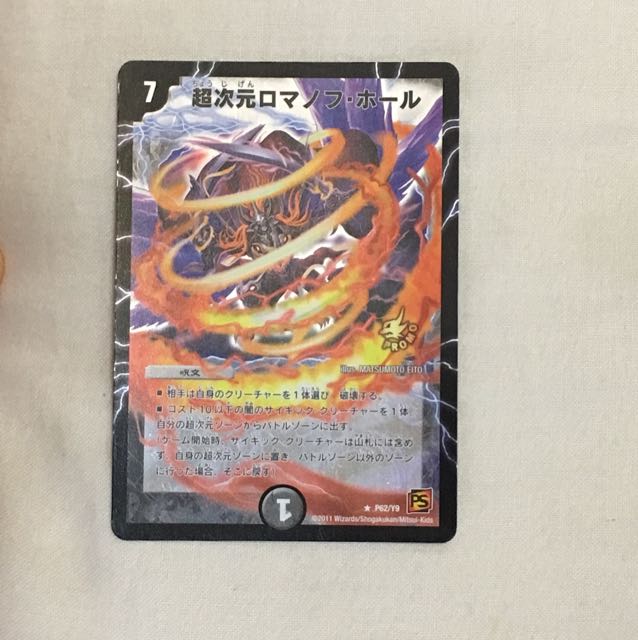 7
ちょうじげん
超次元ロマノフ・ホール
PROMO
illus. MATSUMOTO EITO
呪文
■ 相手は自身のクリーチャーを1体選び、破壊する。
■ コスト10以下の闇のサイキック・クリーチャーを1体
自分の超次元ゾーンからバトルゾーンに出す。
(ゲーム開始時、サイキック・クリーチャーは山札には含め
ず、自身の超次元ゾーンに置き、バトルゾーン以外のゾーン
に行った場合、そこに戻す)
1
★ P62/Y9
PS
©2011 Wizards/Shogakukan/Mitsui-Kids